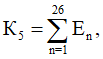 K₅ = ∑ₙ₌₁²⁶ Eₙ,